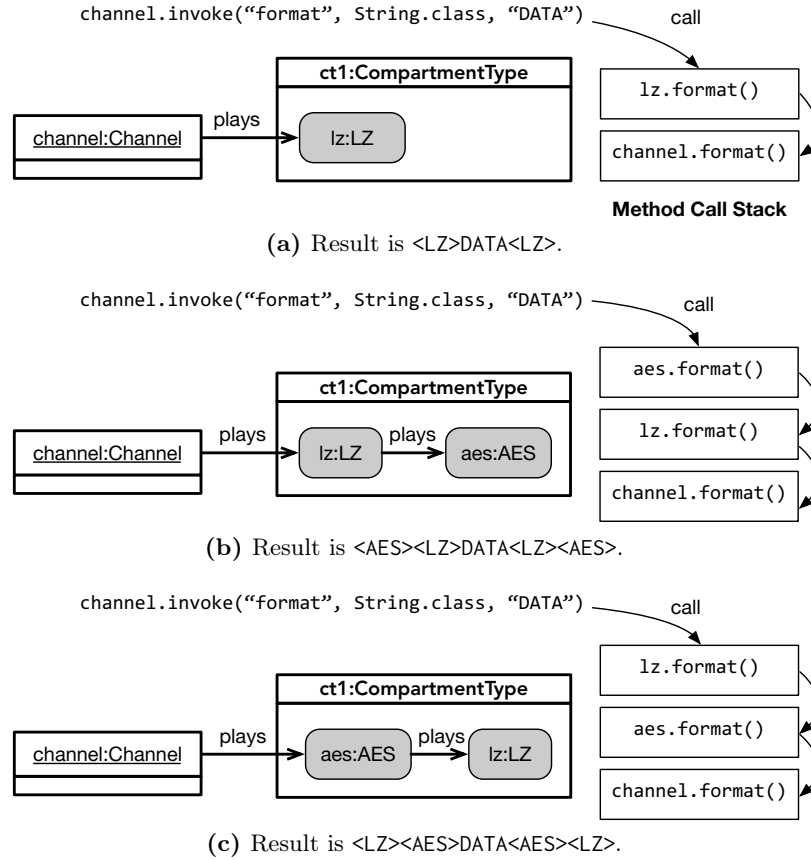 channel.invoke(“format”, String.class, “DATA”)
call
ct1:CompartmentType
lz.format()
plays
channel:Channel
lz:LZ
channel.format()
Method Call Stack
(a) Result is <LZ>DATA<LZ>.
channel.invoke(“format”, String.class, “DATA”)
call
aes.format()
ct1:CompartmentType
plays
plays
lz.format()
channel:Channel
lz:LZ
aes:AES
channel.format()
(b) Result is <AES><LZ>DATA<LZ><AES>.
channel.invoke(“format”, String.class, “DATA”)
call
lz.format()
ct1:CompartmentType
plays
plays
aes.format()
channel:Channel
aes:AES
lz:LZ
channel.format()
(c) Result is <LZ><AES>DATA<AES><LZ>.